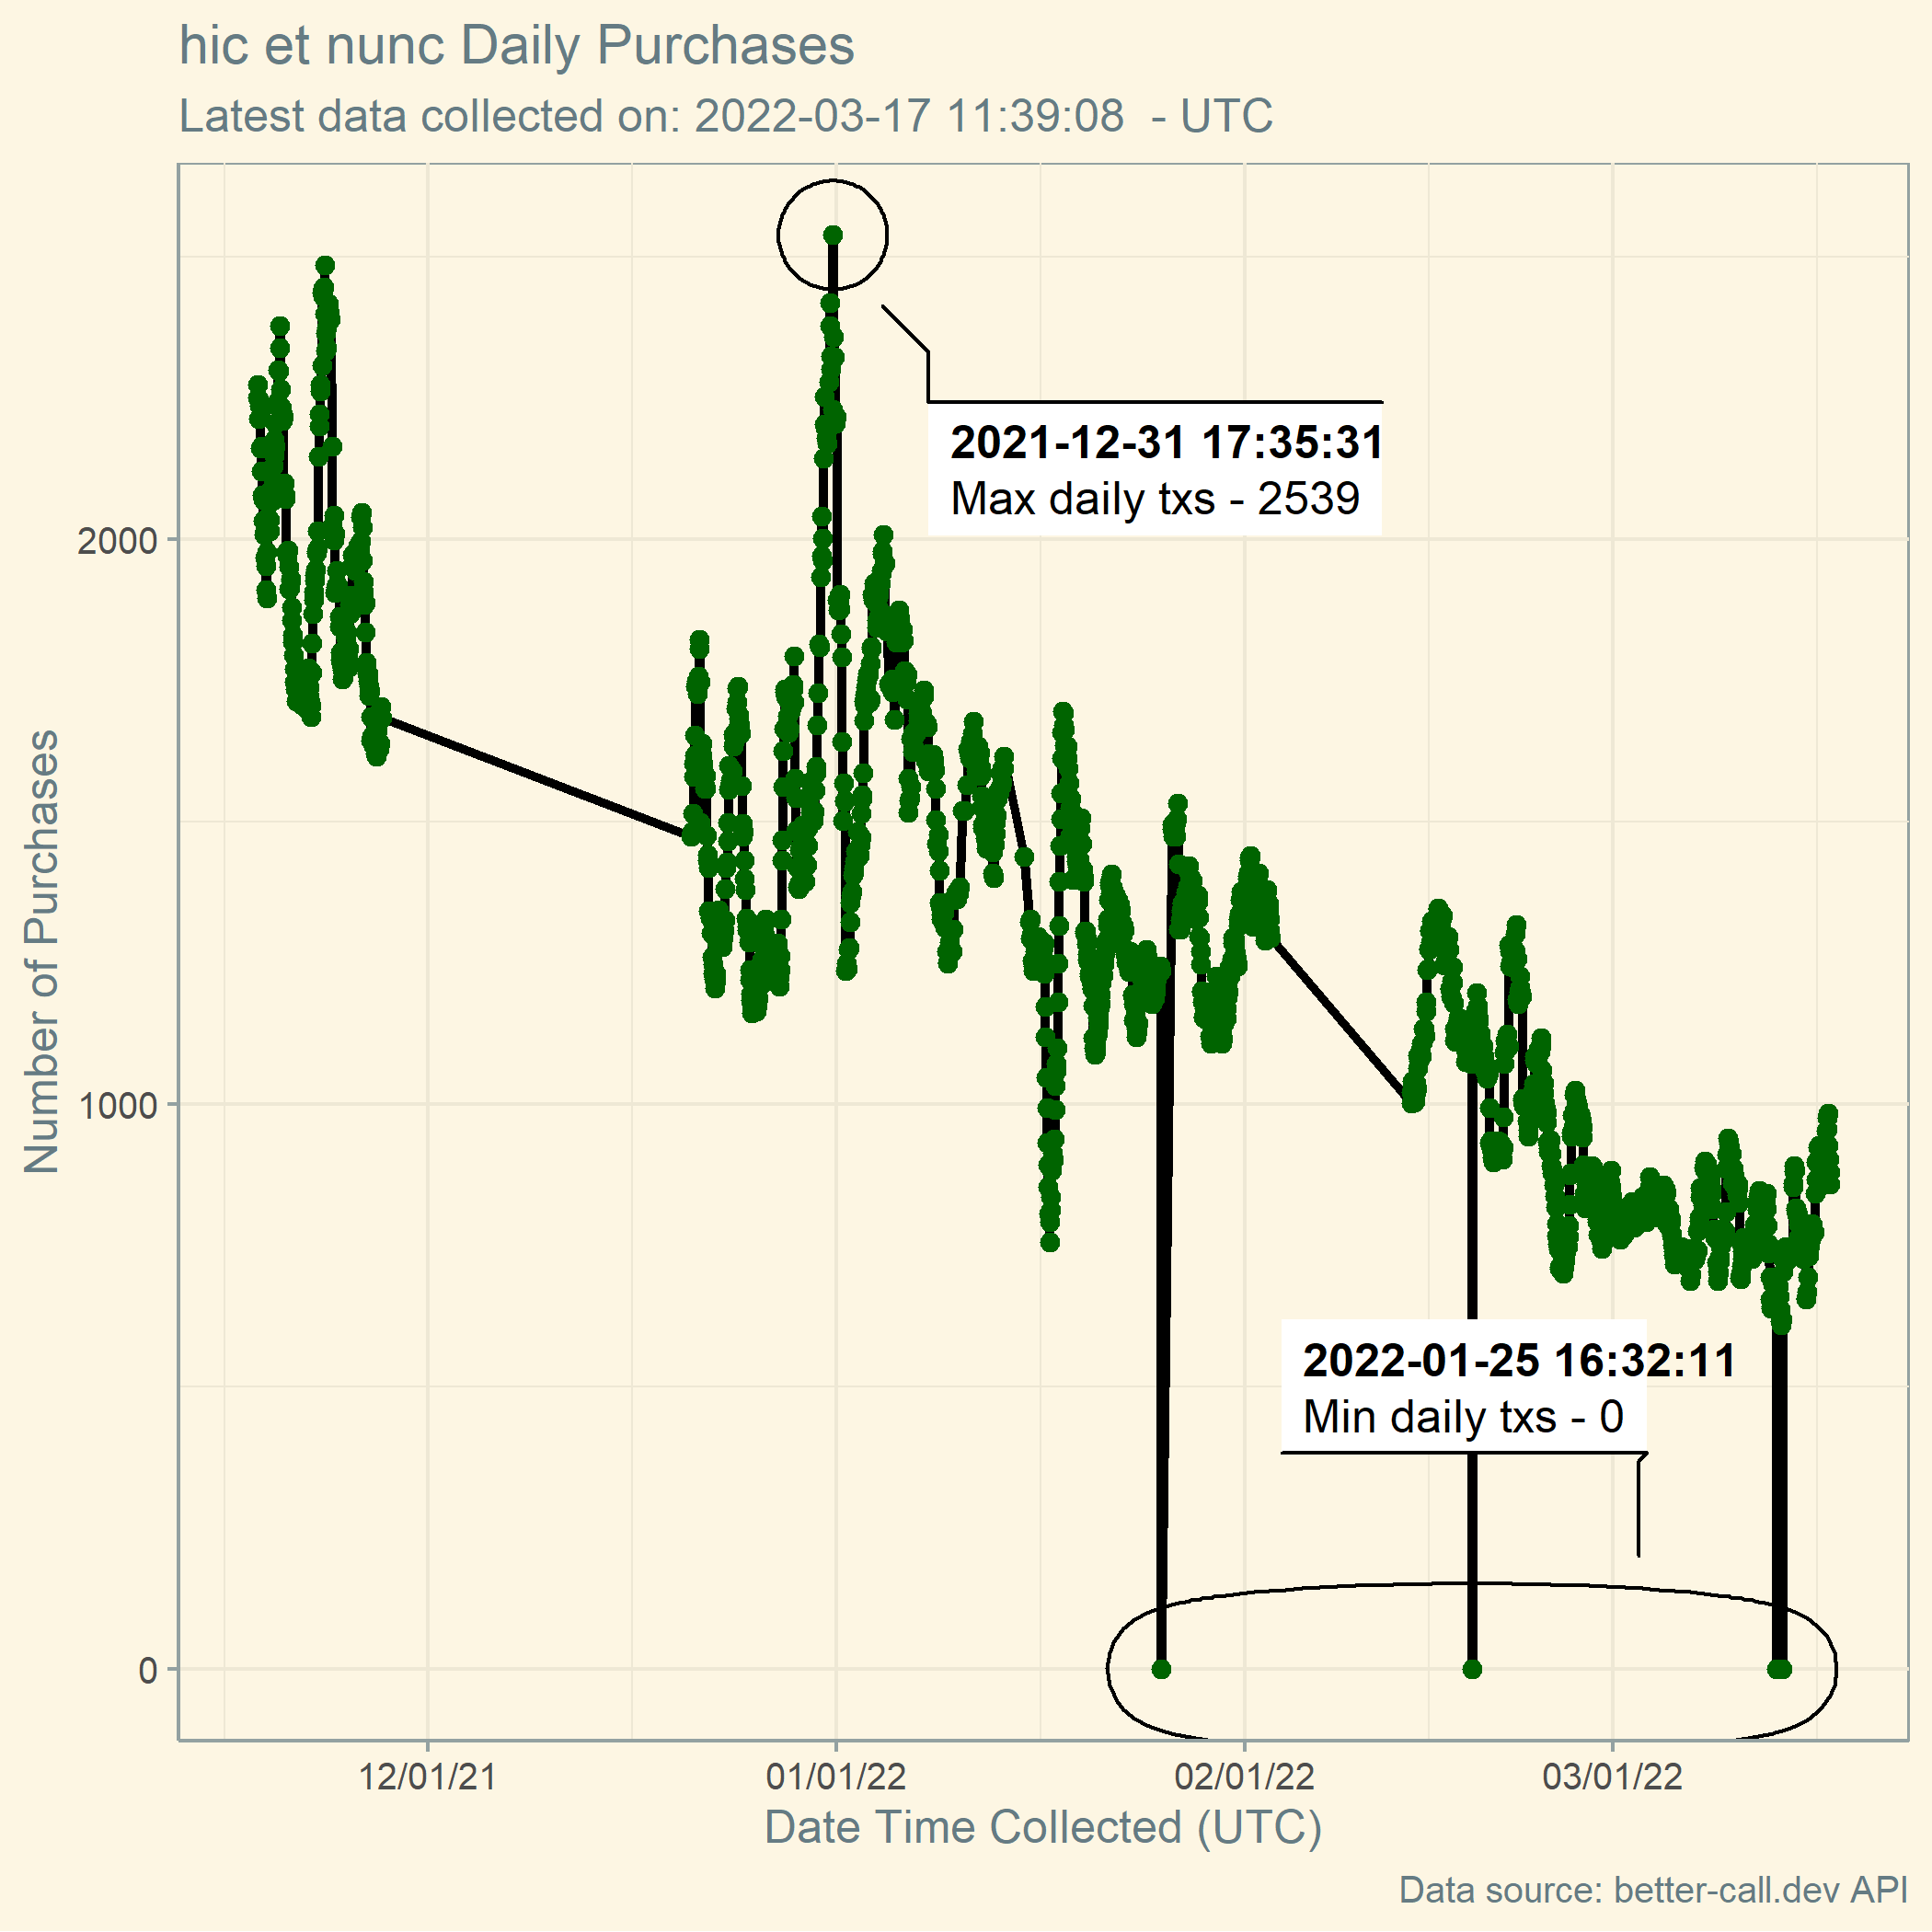 hic et nunc Daily Purchases
Latest data collected on: 2022-03-17 11:39:08  - UTC
2021-12-31 17:35:31
Max daily txs - 2539
2000
Number of Purchases
1000
2022-01-25 16:32:11
Min daily txs - 0
0
12/01/21
01/01/22
02/01/22
03/01/22
Date Time Collected (UTC)
Data source: better-call.dev API